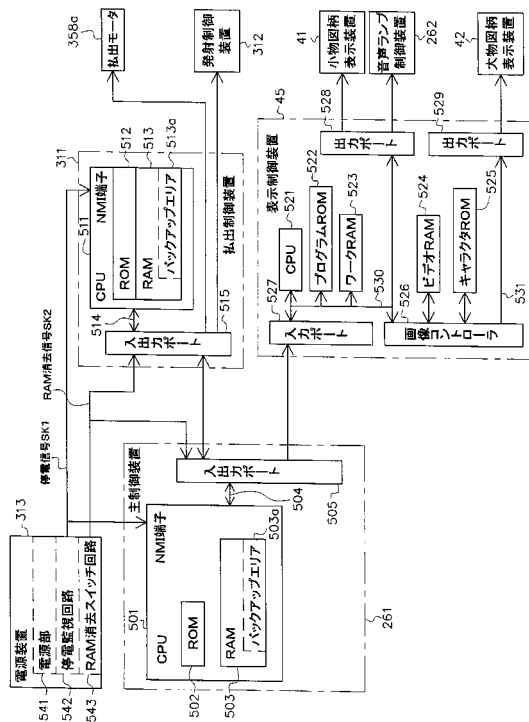 電源装置
313
電源部
541
停電監視回路
542
RAM消去スイッチ回路
543
停電信号SK1
RAM消去信号SK2
主制御装置
261
501
CPU
NMI端子
ROM
502
RAM
503
バックアップエリア
503a
504
入出力ポート
505
311
払出制御装置
511
CPU
NMI端子
ROM
512
RAM
513
バックアップエリア
513a
514
入出力ポート
515
払出モータ
358a
発射制御装置
312
表示制御装置
45
入力ポート
527
CPU
521
プログラムROM
522
ワークRAM
523
530
画像コントローラ
526
ビデオRAM
524
キャラクタROM
525
531
出力ポート
528
出力ポート
529
小物図柄表示装置
41
音声ランプ制御装置
262
大物図柄表示装置
42